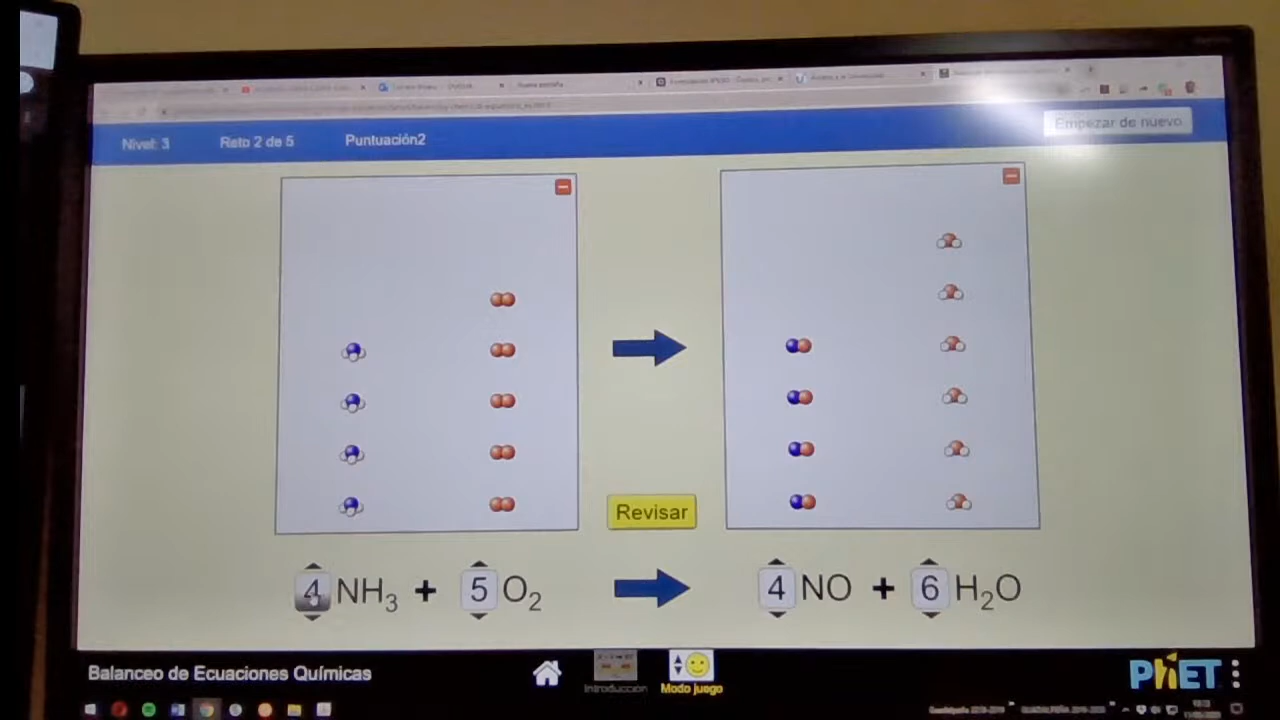 Nivel: 3 Reto 2 de 5 Puntuación2 Empezar de nuevo
Revisar
4 NH3 + 5 O2 4 NO + 6 H2O
Balanceo de Ecuaciones Químicas Introducción Modo juego PhET